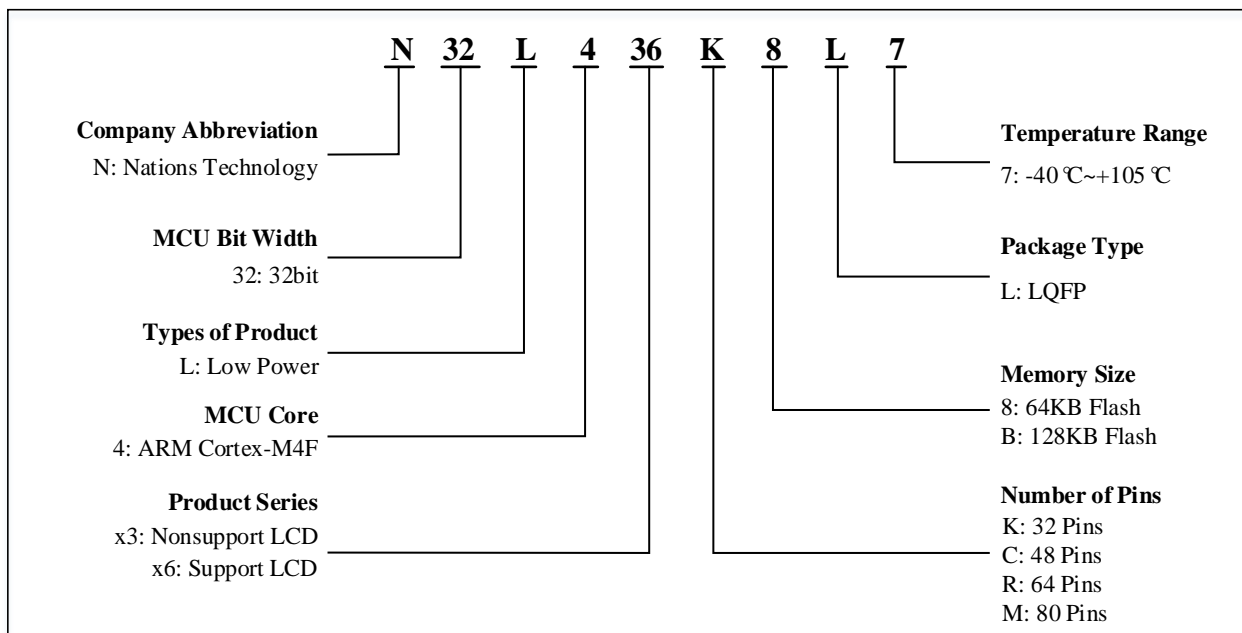 N 32 L 4 36 K 8 L 7
Company Abbreviation
N: Nations Technology
MCU Bit Width
32: 32bit
Types of Product
L: Low Power
MCU Core
4: ARM Cortex-M4F
Product Series
x3: Nonsupport LCD
x6: Support LCD
Temperature Range
7: -40℃~+105℃
Package Type
L: LQFP
Memory Size
8: 64KB Flash
B: 128KB Flash
Number of Pins
K: 32 Pins
C: 48 Pins
R: 64 Pins
M: 80 Pins